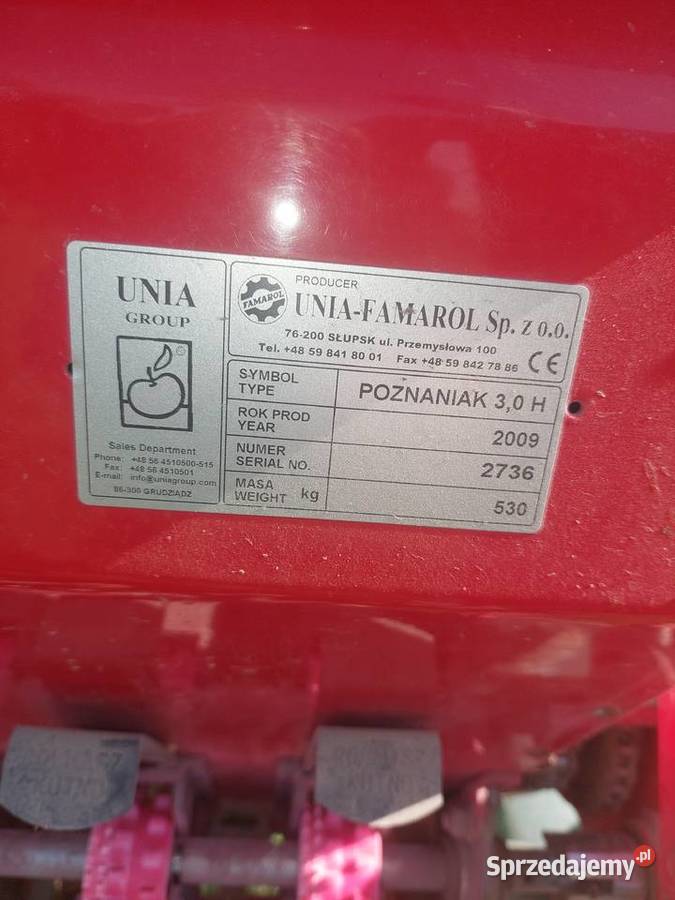 UNIA
GROUP
Sales Department
Phone: +48 56 4510500-515
Fax: +48 56 4510501
E-mail: info@uniagroup.com
86-300 GRUDZIADZ
FAMAROL
PRODUCER
UNIA-FAMAROL Sp. z o.o.
76-200 SŁUPSK ul. Przemysłowa 100
Tel. +48 59 841 80 01 Fax +48 59 842 78 86
CE
SYMBOL
TYPE
POZNANIAK 3,0 H
ROK PROD
YEAR
2009
NUMER
SERIAL NO.
2736
MASA
WEIGHT kg
530
Sprzedajemy.pl